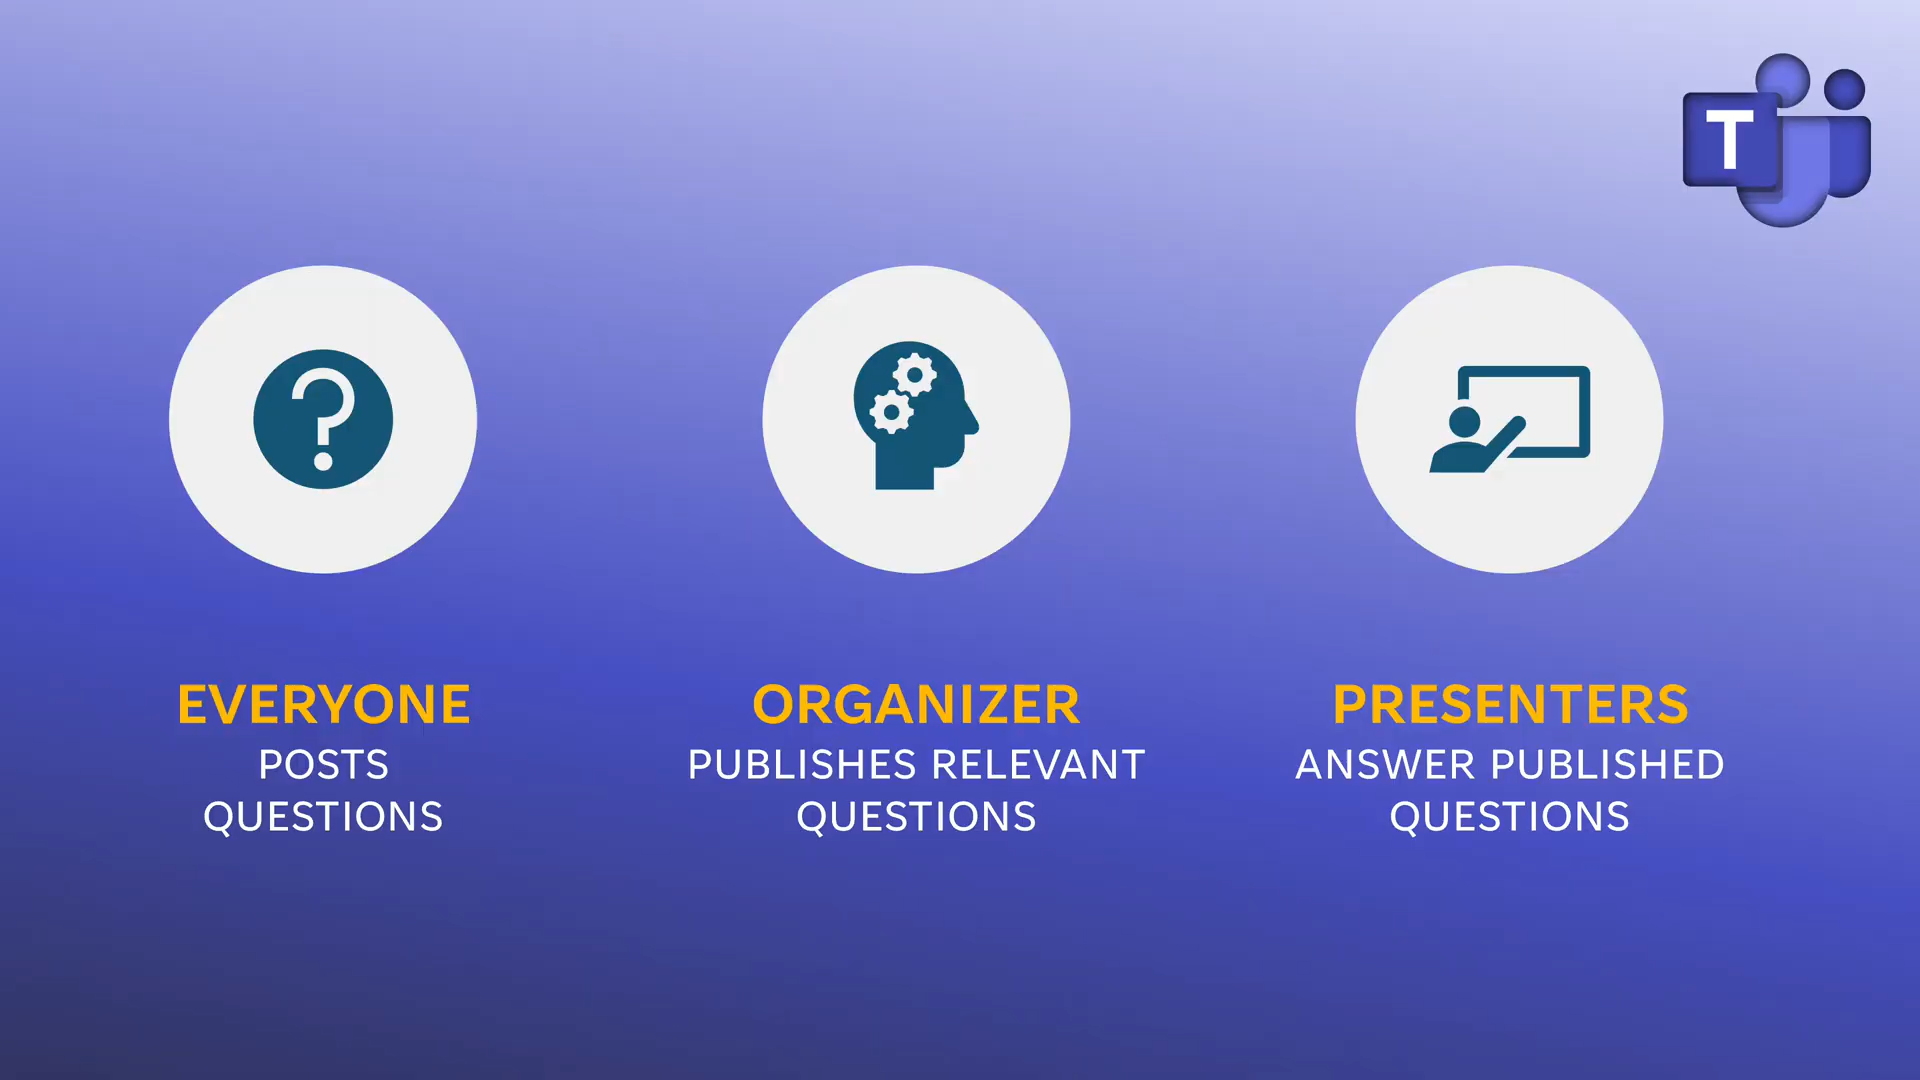 T
?
EVERYONE
POSTS
QUESTIONS
ORGANIZER
PUBLISHES RELEVANT
QUESTIONS
PRESENTERS
ANSWER PUBLISHED
QUESTIONS